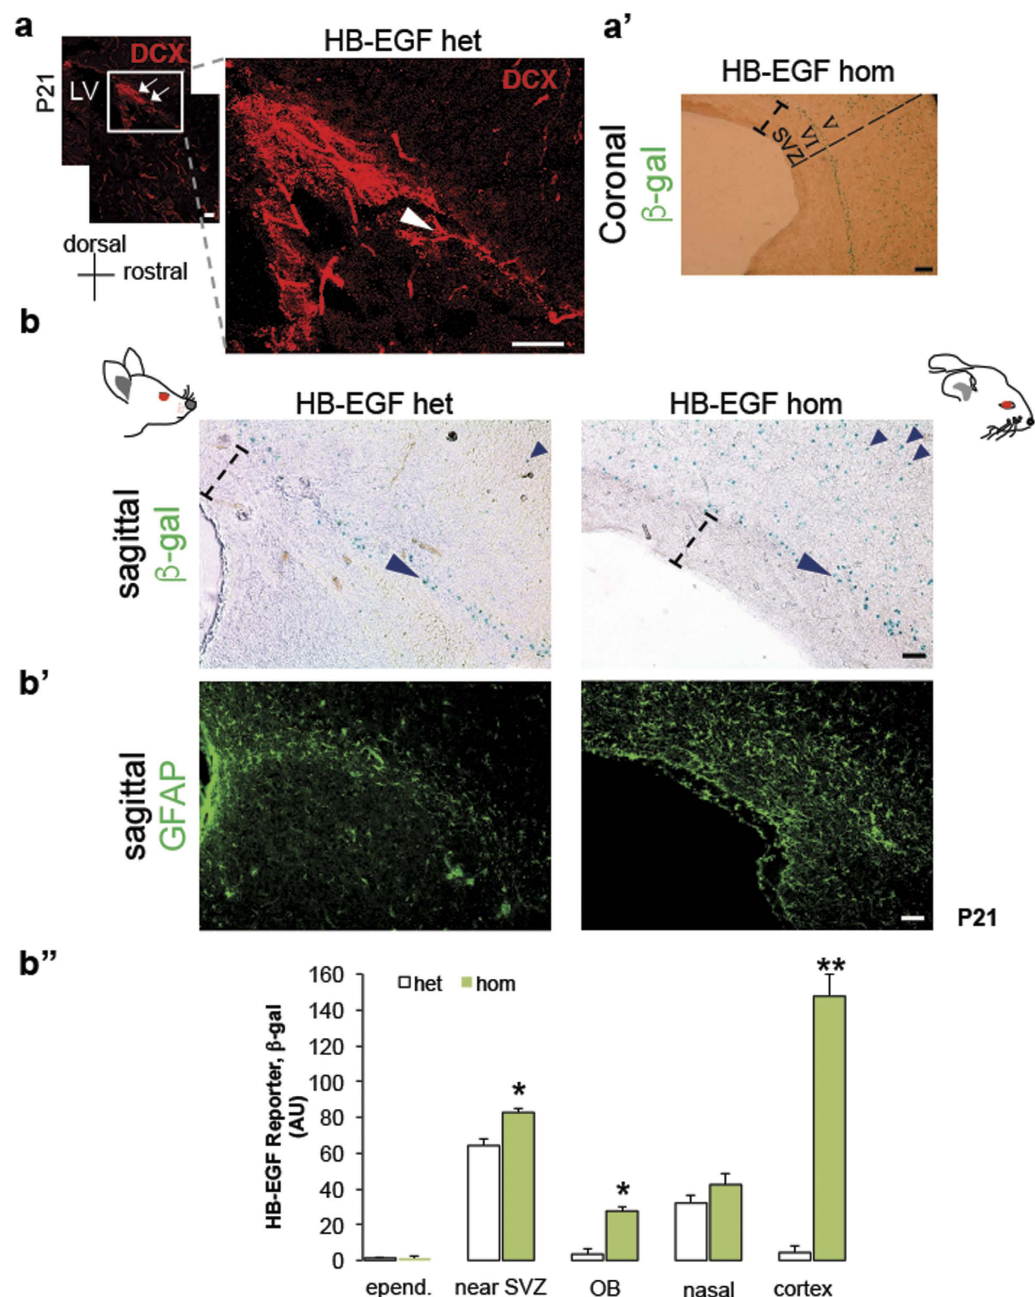 a
P21
DCX
LV
dorsal
rostral
HB-EGF het
DCX
a'
HB-EGF hom
Coronal
β-gal
SVZ
VI
V
b
HB-EGF het
HB-EGF hom
sagittal
β-gal
b'
sagittal
GFAP
P21
b"
HB-EGF Reporter, β-gal
(AU)
160
140
120
100
80
60
40
20
0
het
hom
*
*
**
epend.
near SVZ
OB
nasal
cortex